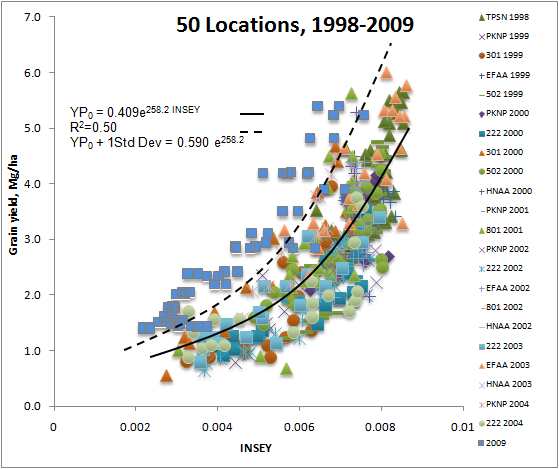 50 Locations, 1998-2009
YP0 = 0.409e258.2 INSEY
R2=0.50
YP0 + 1Std Dev = 0.590 e258.2
Grain yield, Mg/ha
7.0
6.0
5.0
4.0
3.0
2.0
1.0
0.0
0
0.002
0.004
0.006
0.008
0.01
INSEY
TPSN 1998
PKNP 1999
301 1999
EFAA 1999
502 1999
PKNP 2000
222 2000
301 2000
502 2000
HNAA 2000
PKNP 2001
801 2001
PKNP 2002
222 2002
EFAA 2002
801 2002
HNAA 2002
222 2003
EFAA 2003
HNAA 2003
PKNP 2004
222 2004
2009